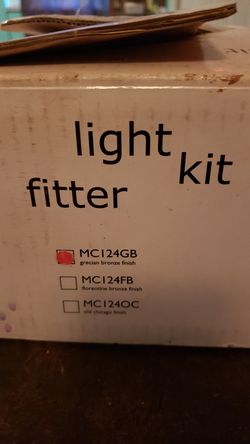 light
kit
fitter
MC124GB
grecian bronze finish
MC124FB
florentine bronze finish
MC124OC
old chicago finish